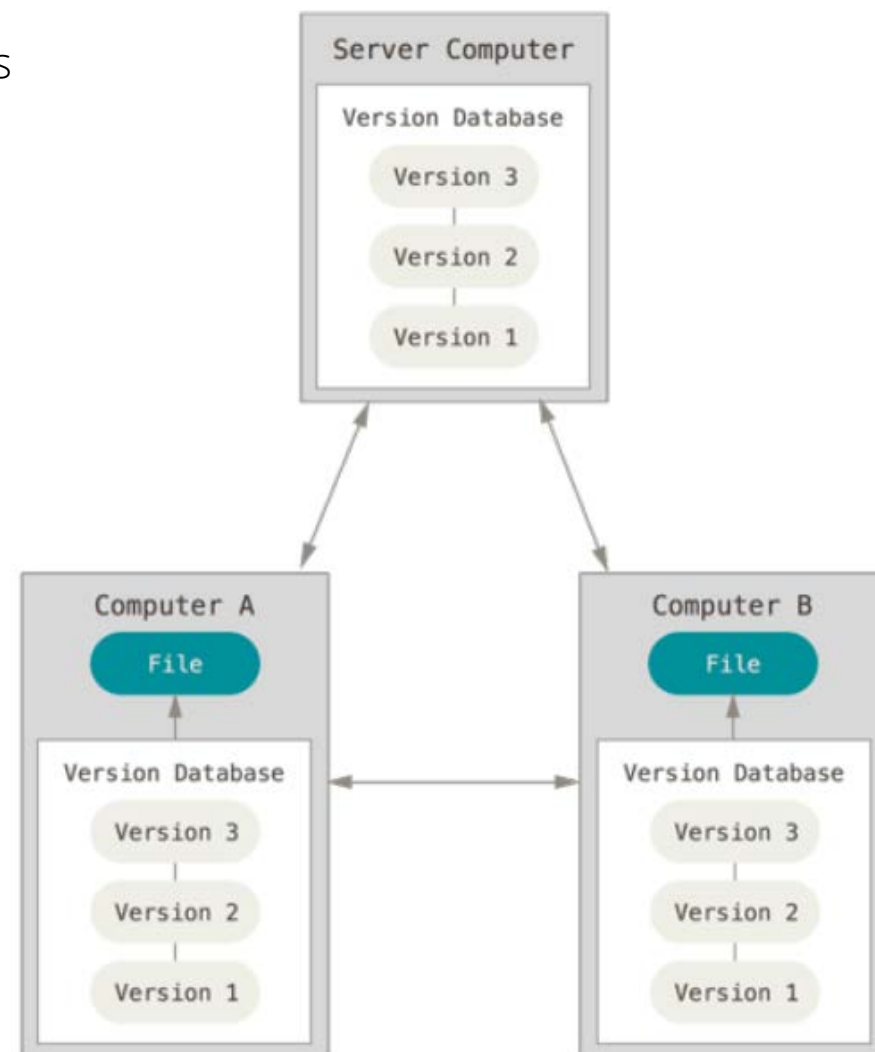 s
Server Computer
Version Database
Version 3
Version 2
Version 1
Computer A
File
Version Database
Version 3
Version 2
Version 1
Computer B
File
Version Database
Version 3
Version 2
Version 1